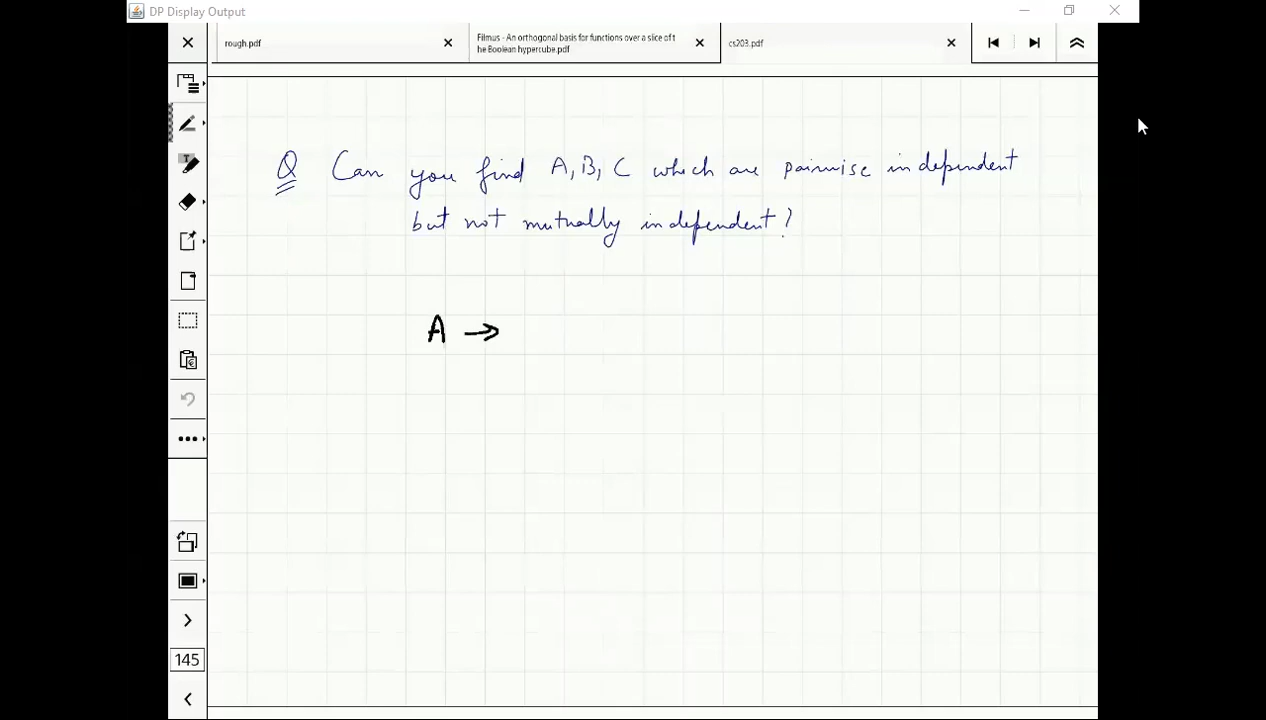 DP Display Output
rough.pdf
Filmus - An orthogonal basis for functions over a slice of t
he Boolean hypercube.pdf
cs203.pdf
Q Can you find A, B, C which are pairwise independent
but not mutually independent?
A →
145